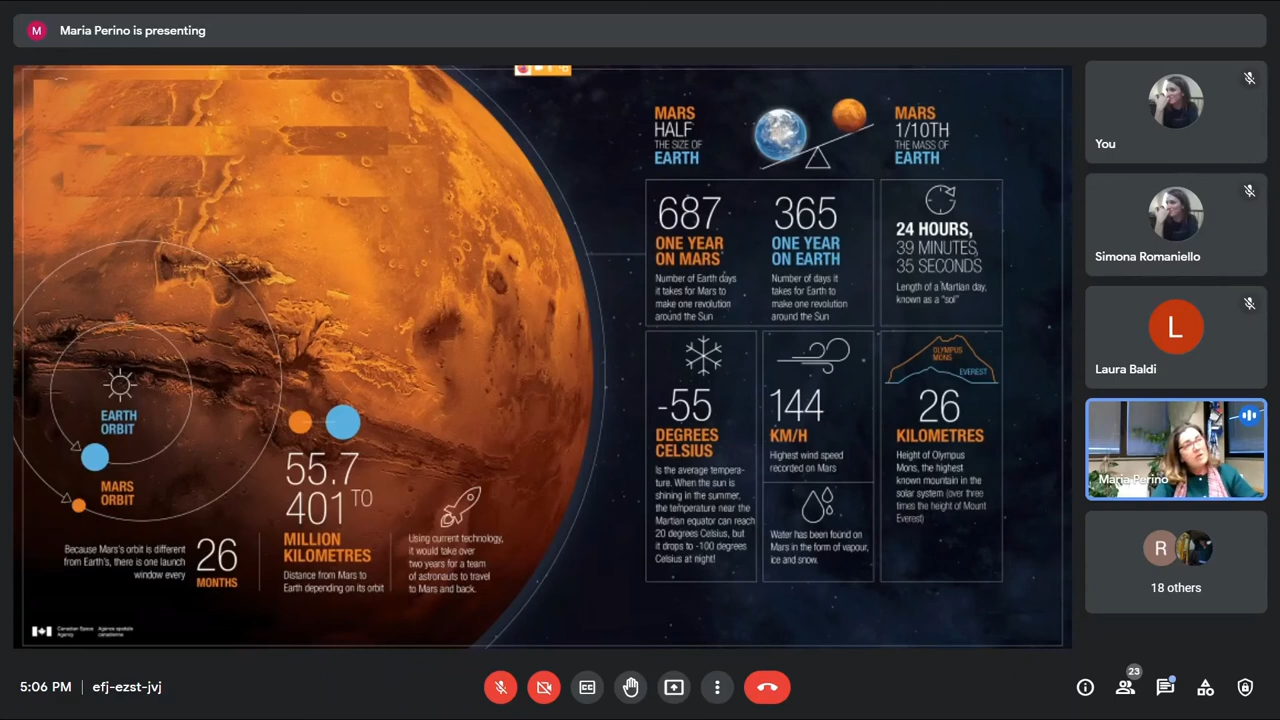 M Maria Perino is presenting
MARS
HALF
THE SIZE OF
EARTH
MARS
1/10TH
THE MASS OF
EARTH
687
ONE YEAR
ON MARS
Number of Earth days
it takes for Mars to
make one revolution
around the Sun
365
ONE YEAR
ON EARTH
Number of days it
takes for Earth to
make one revolution
around the Sun
24 HOURS,
39 MINUTES,
35 SECONDS
Length of a Martian day,
known as a "sol"
-55
DEGREES
CELSIUS
Is the average tempera-
ture. When the sun is
shining in the summer,
the temperature near the
Martian equator can reach
20 degrees Celsius, but
it drops to -100 degrees
Celsius at night!
144
KM/H
Highest wind speed
recorded on Mars
Water has been found on
Mars in the form of vapour,
ice and snow.
OLYMPUS
MONS
EVEREST
26
KILOMETRES
Height of Olympus
Mons, the highest
known mountain in the
solar system (over three
times the height of Mount
Everest)
EARTH
ORBIT
MARS
ORBIT
Because Mars's orbit is different
from Earth's, there is one launch
window every
26
MONTHS
55.7
TO
401
MILLION
KILOMETRES
Distance from Mars to
Earth depending on its orbit
Using current technology,
it would take over
two years for a team
of astronauts to travel
to Mars and back.
Canadian Space
Agency
Agence spatiale
canadienne
You
Simona Romaniello
L
Laura Baldi
Maria Perino
R
18 others
5:06 PM | efj-ezst-jvj
CC
23